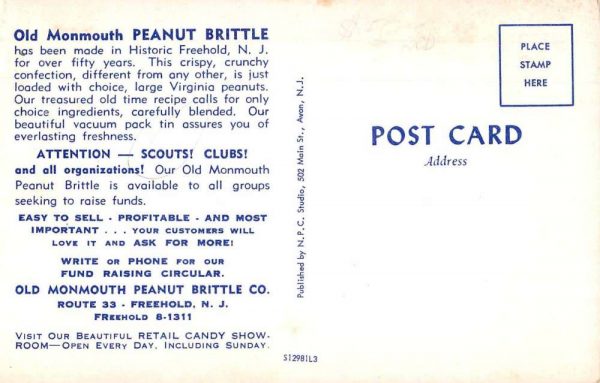 Old Monmouth PEANUT BRITTLE
has been made in Historic Freehold, N. J.
for over fifty years. This crispy, crunchy
confection, different from any other, is just
loaded with choice, large Virginia peanuts.
Our treasured old time recipe calls for only
choice ingredients, carefully blended. Our
beautiful vacuum pack tin assures you of
everlasting freshness.
ATTENTION — SCOUTS! CLUBS!
and all organizations! Our Old Monmouth
Peanut Brittle is available to all groups
seeking to raise funds.
EASY TO SELL - PROFITABLE - AND MOST
IMPORTANT . . . YOUR CUSTOMERS WILL
LOVE IT AND ASK FOR MORE!
WRITE OR PHONE FOR OUR
FUND RAISING CIRCULAR.
OLD MONMOUTH PEANUT BRITTLE CO.
ROUTE 33 - FREEHOLD, N. J.
FREEHOLD 8-1311
VISIT OUR BEAUTIFUL RETAIL CANDY SHOW-
ROOM—OPEN EVERY DAY, INCLUDING SUNDAY.
Published by N.P.C. Studio, 502 Main St., Avon, N.J.
S12981L3
PLACE
STAMP
HERE
POST CARD
Address